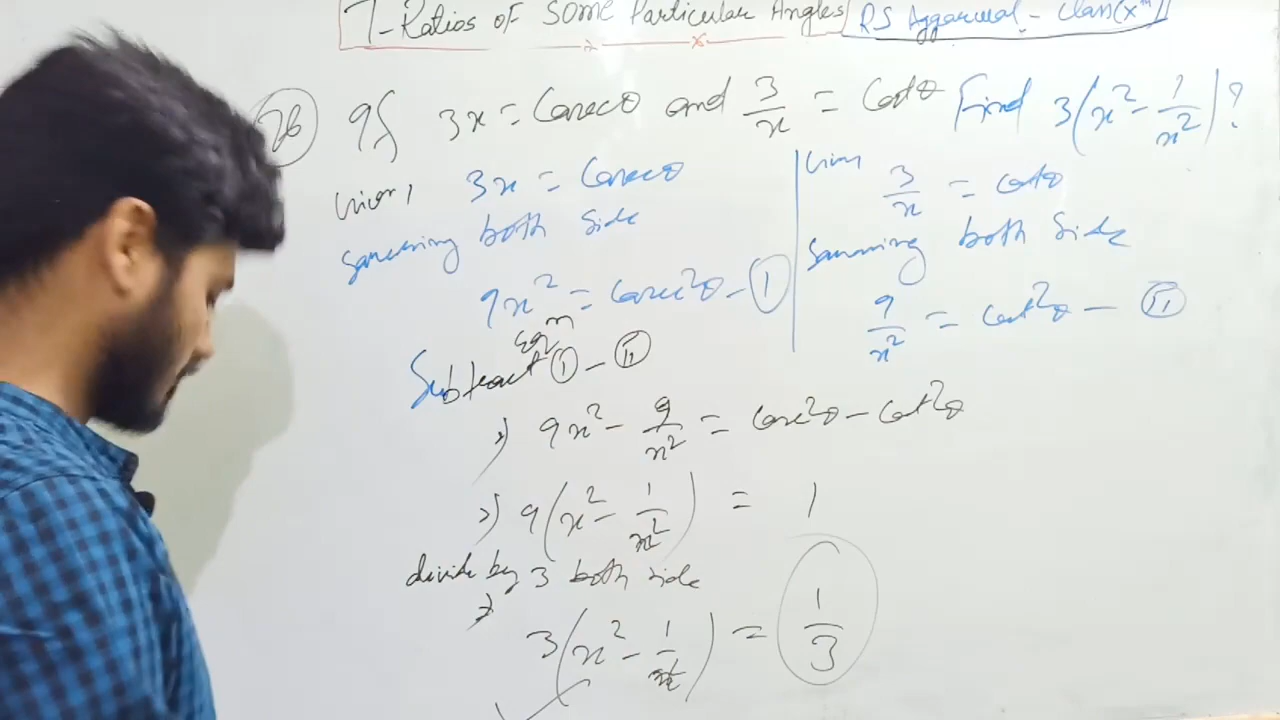 T-Ratios of Some Particular Angles RS Aggarwal - Class (Xth)
26 If 3x = Cosecθ and 3/x = Cotθ Find 3(x² - 1/x²)?
Given, 3x = Cosecθ
squaring both side
9x² = cosec²θ - (I)
Given 3/x = cotθ
Squaring both side
9/x² = cot²θ - (II)
Subtract eqn (I) - (II)
⇒ 9x² - 9/x² = cosec²θ - cot²θ
⇒ 9(x² - 1/x²) = 1
divide by 3 both side
⇒ 3(x² - 1/x²) = 1/3